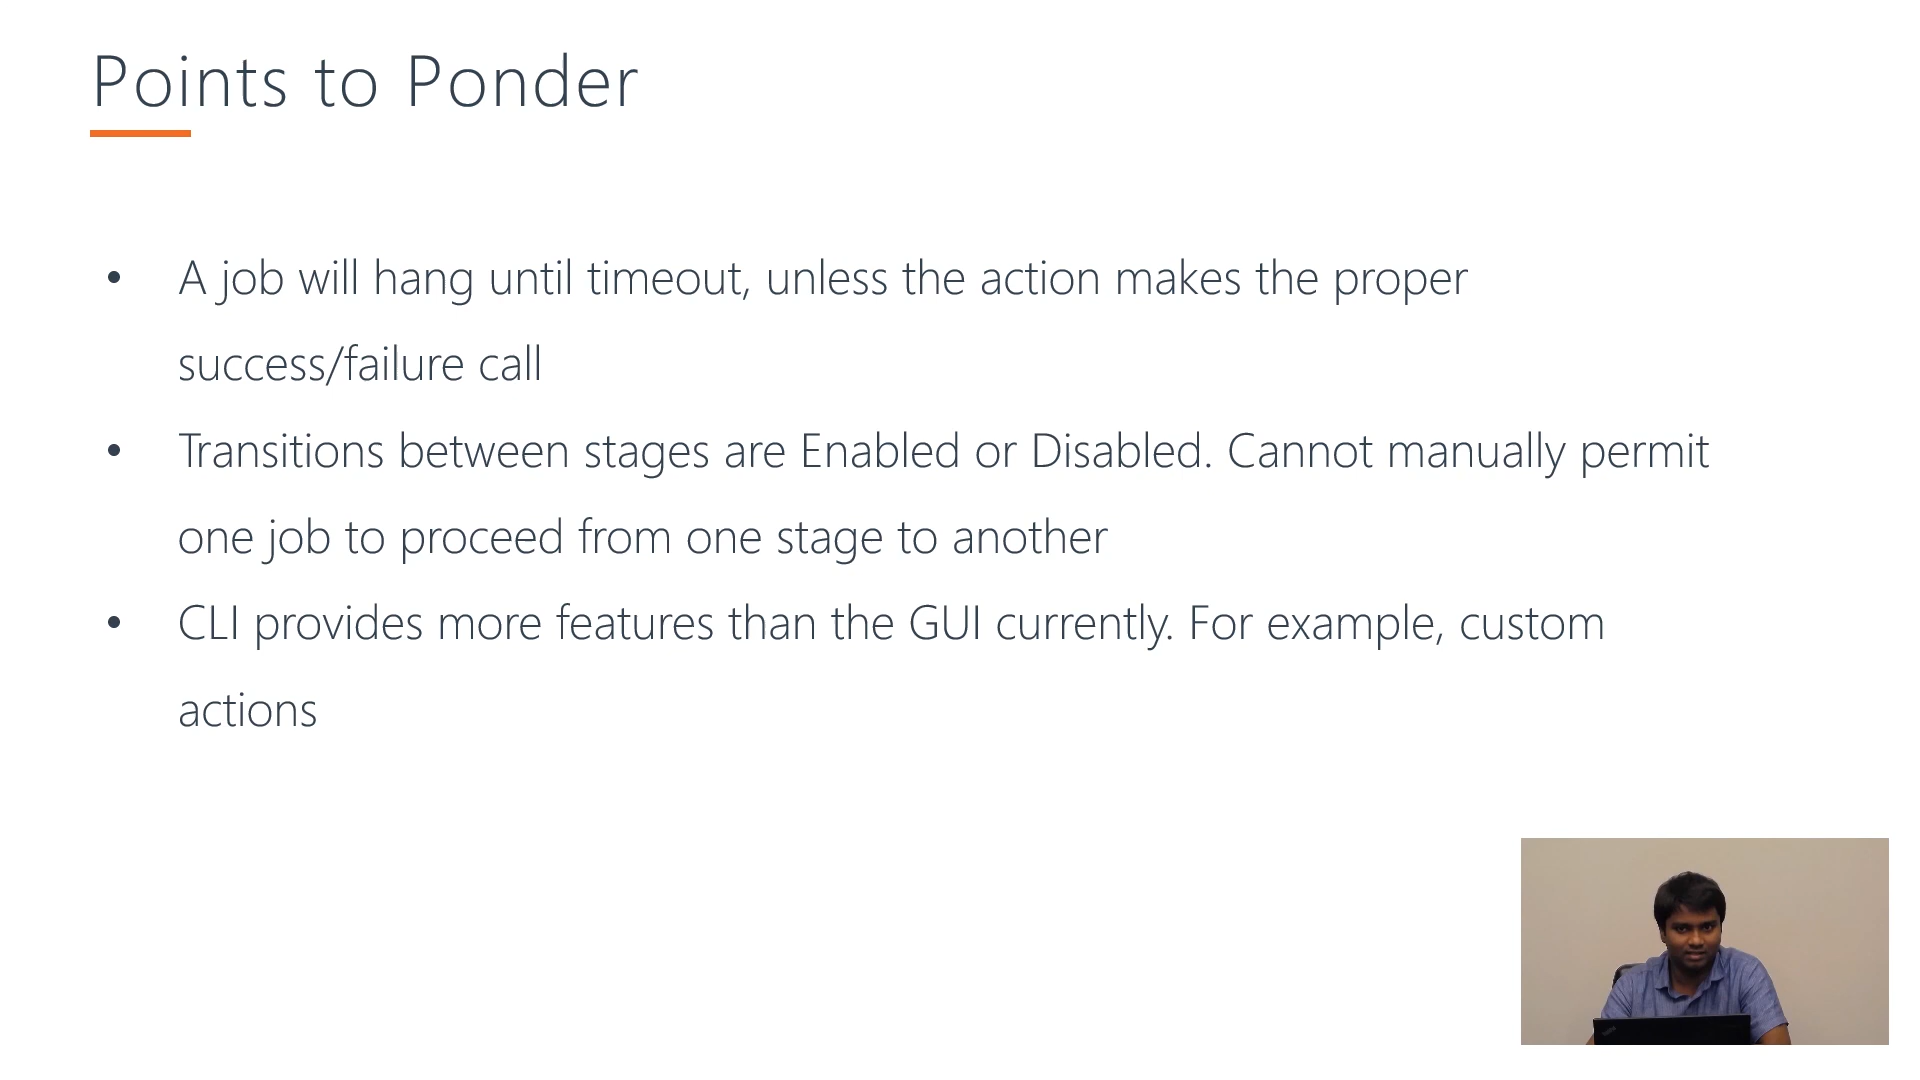 Points to Ponder
• A job will hang until timeout, unless the action makes the proper
success/failure call
• Transitions between stages are Enabled or Disabled. Cannot manually permit
one job to proceed from one stage to another
• CLI provides more features than the GUI currently. For example, custom
actions